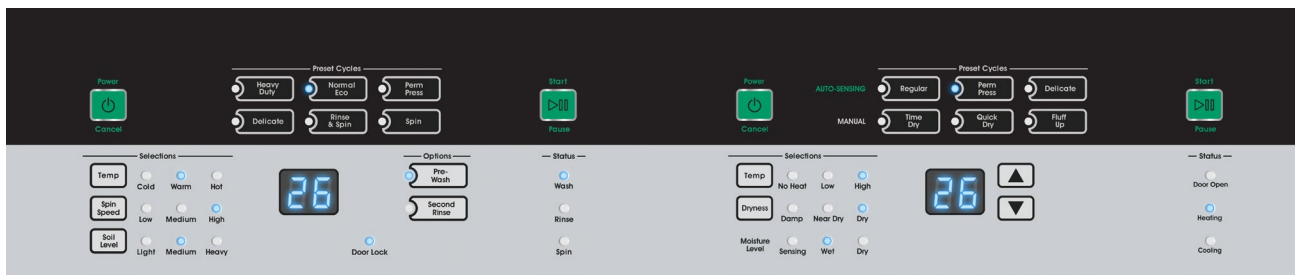 Power
Cancel
Preset Cycles
Heavy
Duty
Normal
Eco
Perm
Press
Delicate
Rinse
& Spin
Spin
Start
Pause
Selections
Temp
Cold Warm Hot
Spin
Speed
Low Medium High
Soil
Level
Light Medium Heavy
26
Door Lock
Options
Pre-
Wash
Second
Rinse
Status
Wash
Rinse
Spin
Power
Cancel
Preset Cycles
AUTO-SENSING
Regular
Perm
Press
Delicate
MANUAL
Time
Dry
Quick
Dry
Fluff
Up
Start
Pause
Selections
Temp
No Heat Low High
Dryness
Damp Near Dry Dry
Moisture
Level
Sensing Wet Dry
26
Status
Door Open
Heating
Cooling